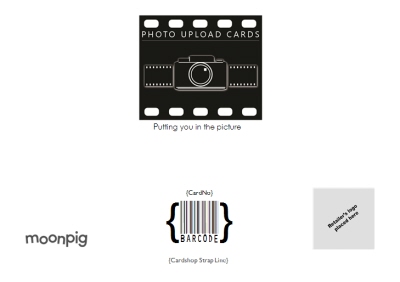 PHOTO UPLOAD CARDS
Putting you in the picture
{CardNo}
{BARCODE}
moonpig
Retailer's logo
placed here
{Cardshop Strap Line}